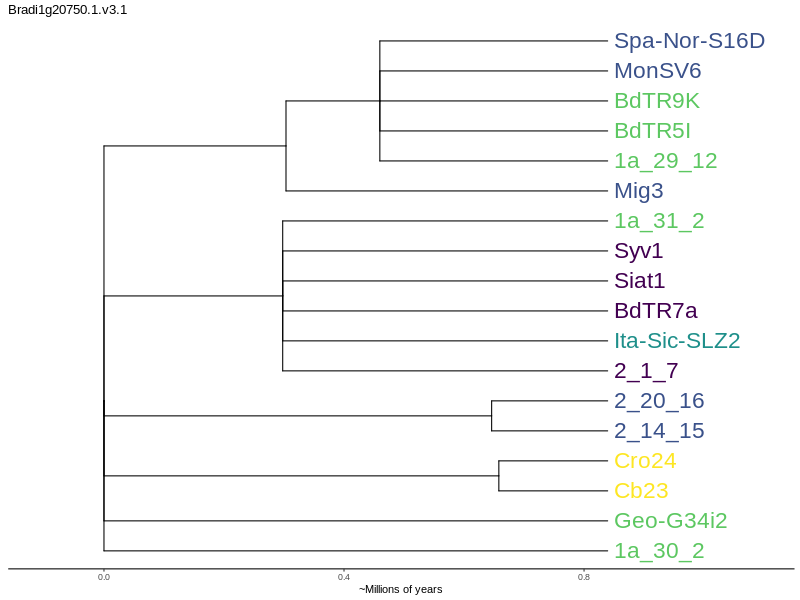 Bradi1g20750.1.v3.1
Spa-Nor-S16D
MonSV6
BdTR9K
BdTR5I
1a_29_12
Mig3
1a_31_2
Syv1
Siat1
BdTR7a
Ita-Sic-SLZ2
2_1_7
2_20_16
2_14_15
Cro24
Cb23
Geo-G34i2
1a_30_2
0.0 0.4 0.8
~Millions of years